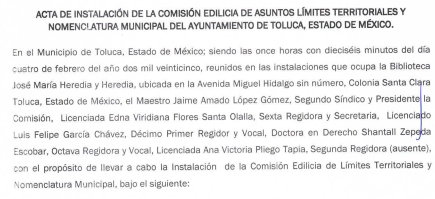 ACTA DE INSTALACIÓN DE LA COMISIÓN EDILICIA DE ASUNTOS LÍMITES TERRITORIALES Y
NOMENCLATURA MUNICIPAL DEL AYUNTAMIENTO DE TOLUCA, ESTADO DE MÉXICO.
En el Municipio de Toluca, Estado de México; siendo las once horas con dieciséis minutos del día
cuatro de febrero del año dos mil veinticinco, reunidos en las instalaciones que ocupa la Biblioteca
José María Heredia y Heredia, ubicada en la Avenida Miguel Hidalgo sin número, Colonia Santa Clara
Toluca, Estado de México, el Maestro Jaime Amado López Gómez, Segundo Síndico y Presidente la
Comisión, Licenciada Edna Viridiana Flores Santa Olalla, Sexta Regidora y Secretaria, Licenciado
Luis Felipe García Chávez, Décimo Primer Regidor y Vocal, Doctora en Derecho Shantall Zepeda
Escobar, Octava Regidora y Vocal, Licenciada Ana Victoria Pliego Tapia, Segunda Regidora (ausente),
con el propósito de llevar a cabo la Instalación de la Comisión Edilicia de Límites Territoriales y
Nomenclatura Municipal, bajo el siguiente: